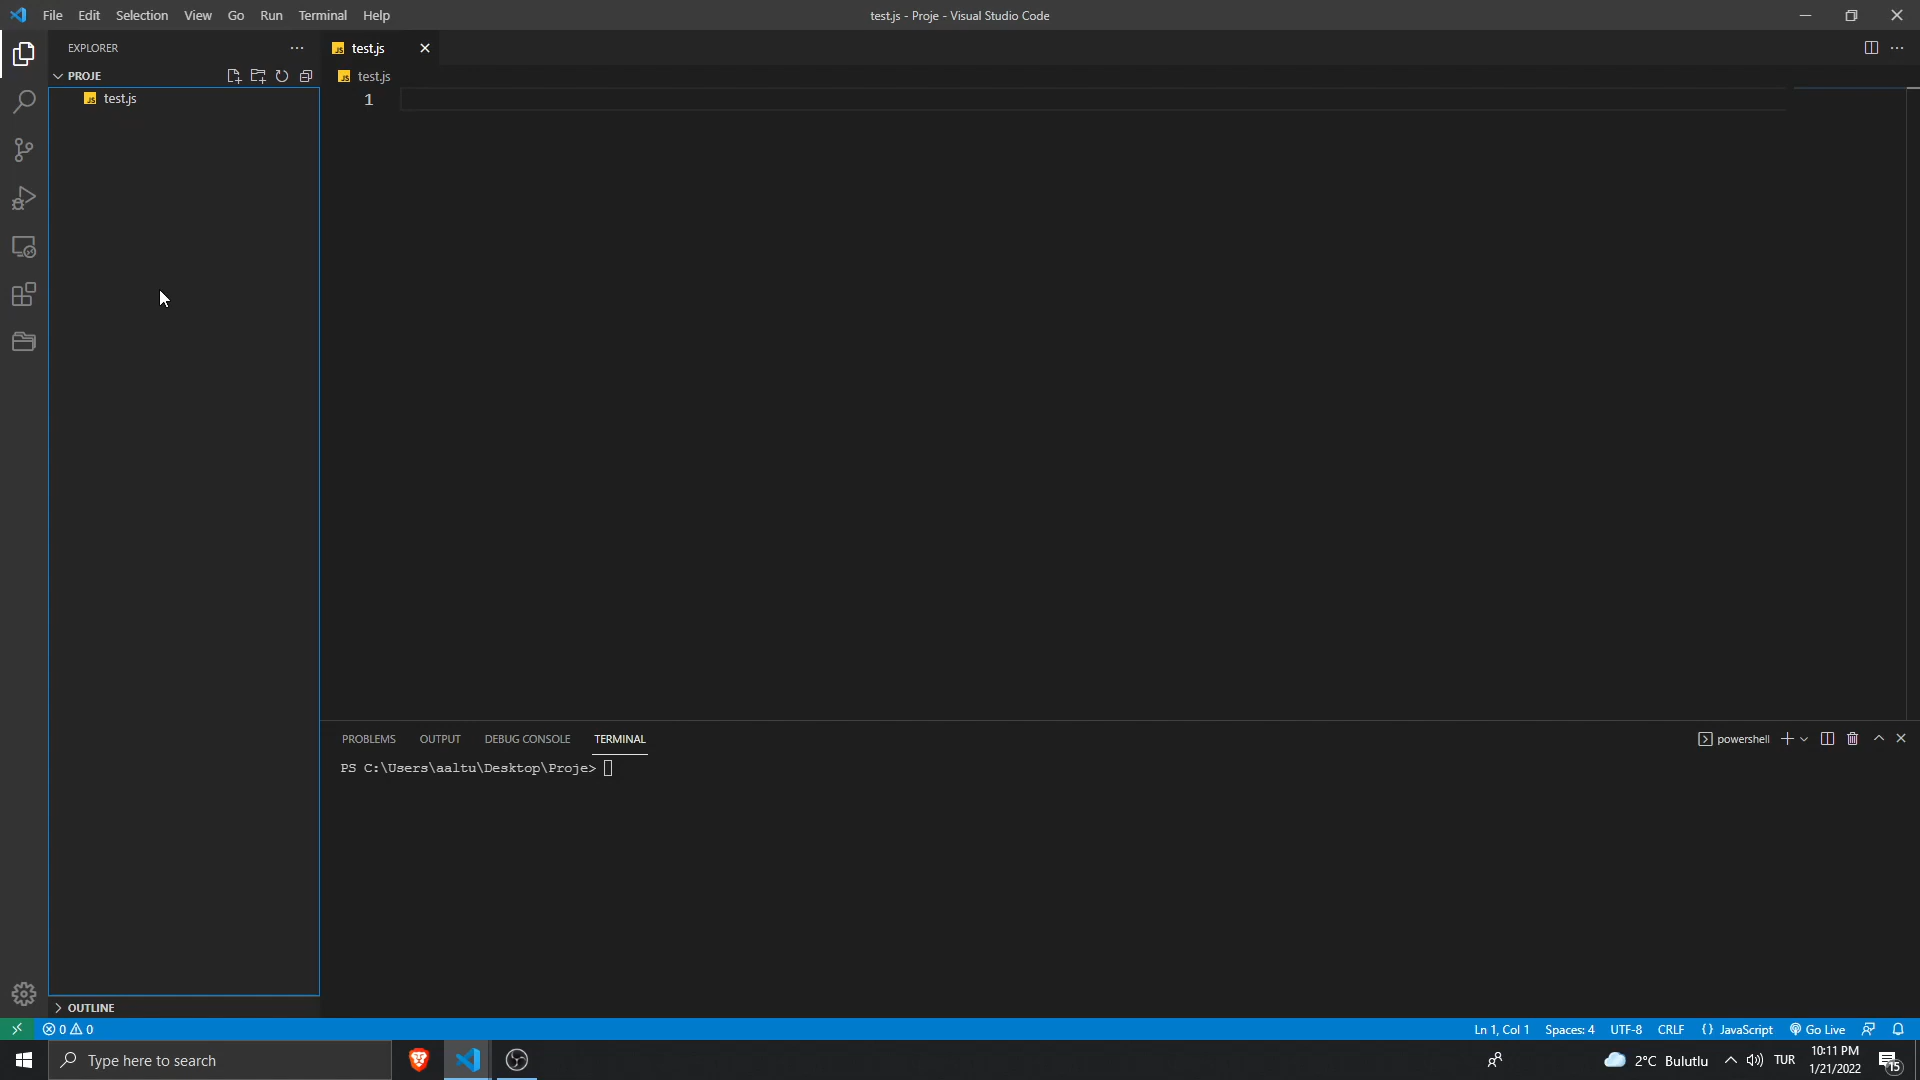 File Edit Selection View Go Run Terminal Help
test.js - Proje - Visual Studio Code
EXPLORER
test.js
PROJE
test.js
test.js
1
PROBLEMS OUTPUT DEBUG CONSOLE TERMINAL
powershell
PS C:\Users\aaltu\Desktop\Proje>
OUTLINE
0 0
Ln 1, Col 1 Spaces: 4 UTF-8 CRLF {} JavaScript Go Live
Type here to search
2°C Bulutlu
TUR
10:11 PM
1/21/2022
15